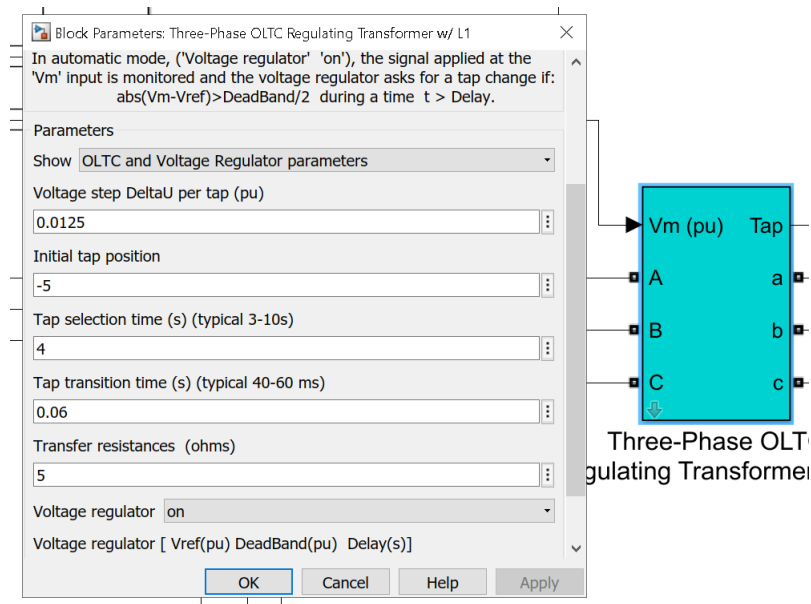 Block Parameters: Three-Phase OLTC Regulating Transformer w/ L1
In automatic mode, ('Voltage regulator' 'on'), the signal applied at the
'Vm' input is monitored and the voltage regulator asks for a tap change if:
abs(Vm-Vref)>DeadBand/2 during a time t > Delay.
Parameters
Show OLTC and Voltage Regulator parameters
Voltage step DeltaU per tap (pu)
0.0125
Initial tap position
-5
Tap selection time (s) (typical 3-10s)
4
Tap transition time (s) (typical 40-60 ms)
0.06
Transfer resistances (ohms)
5
Voltage regulator on
Voltage regulator [ Vref(pu) DeadBand(pu) Delay(s)]
OK Cancel Help Apply
Vm (pu) Tap
A a
B b
C c
Three-Phase OLTC
gulating Transformer